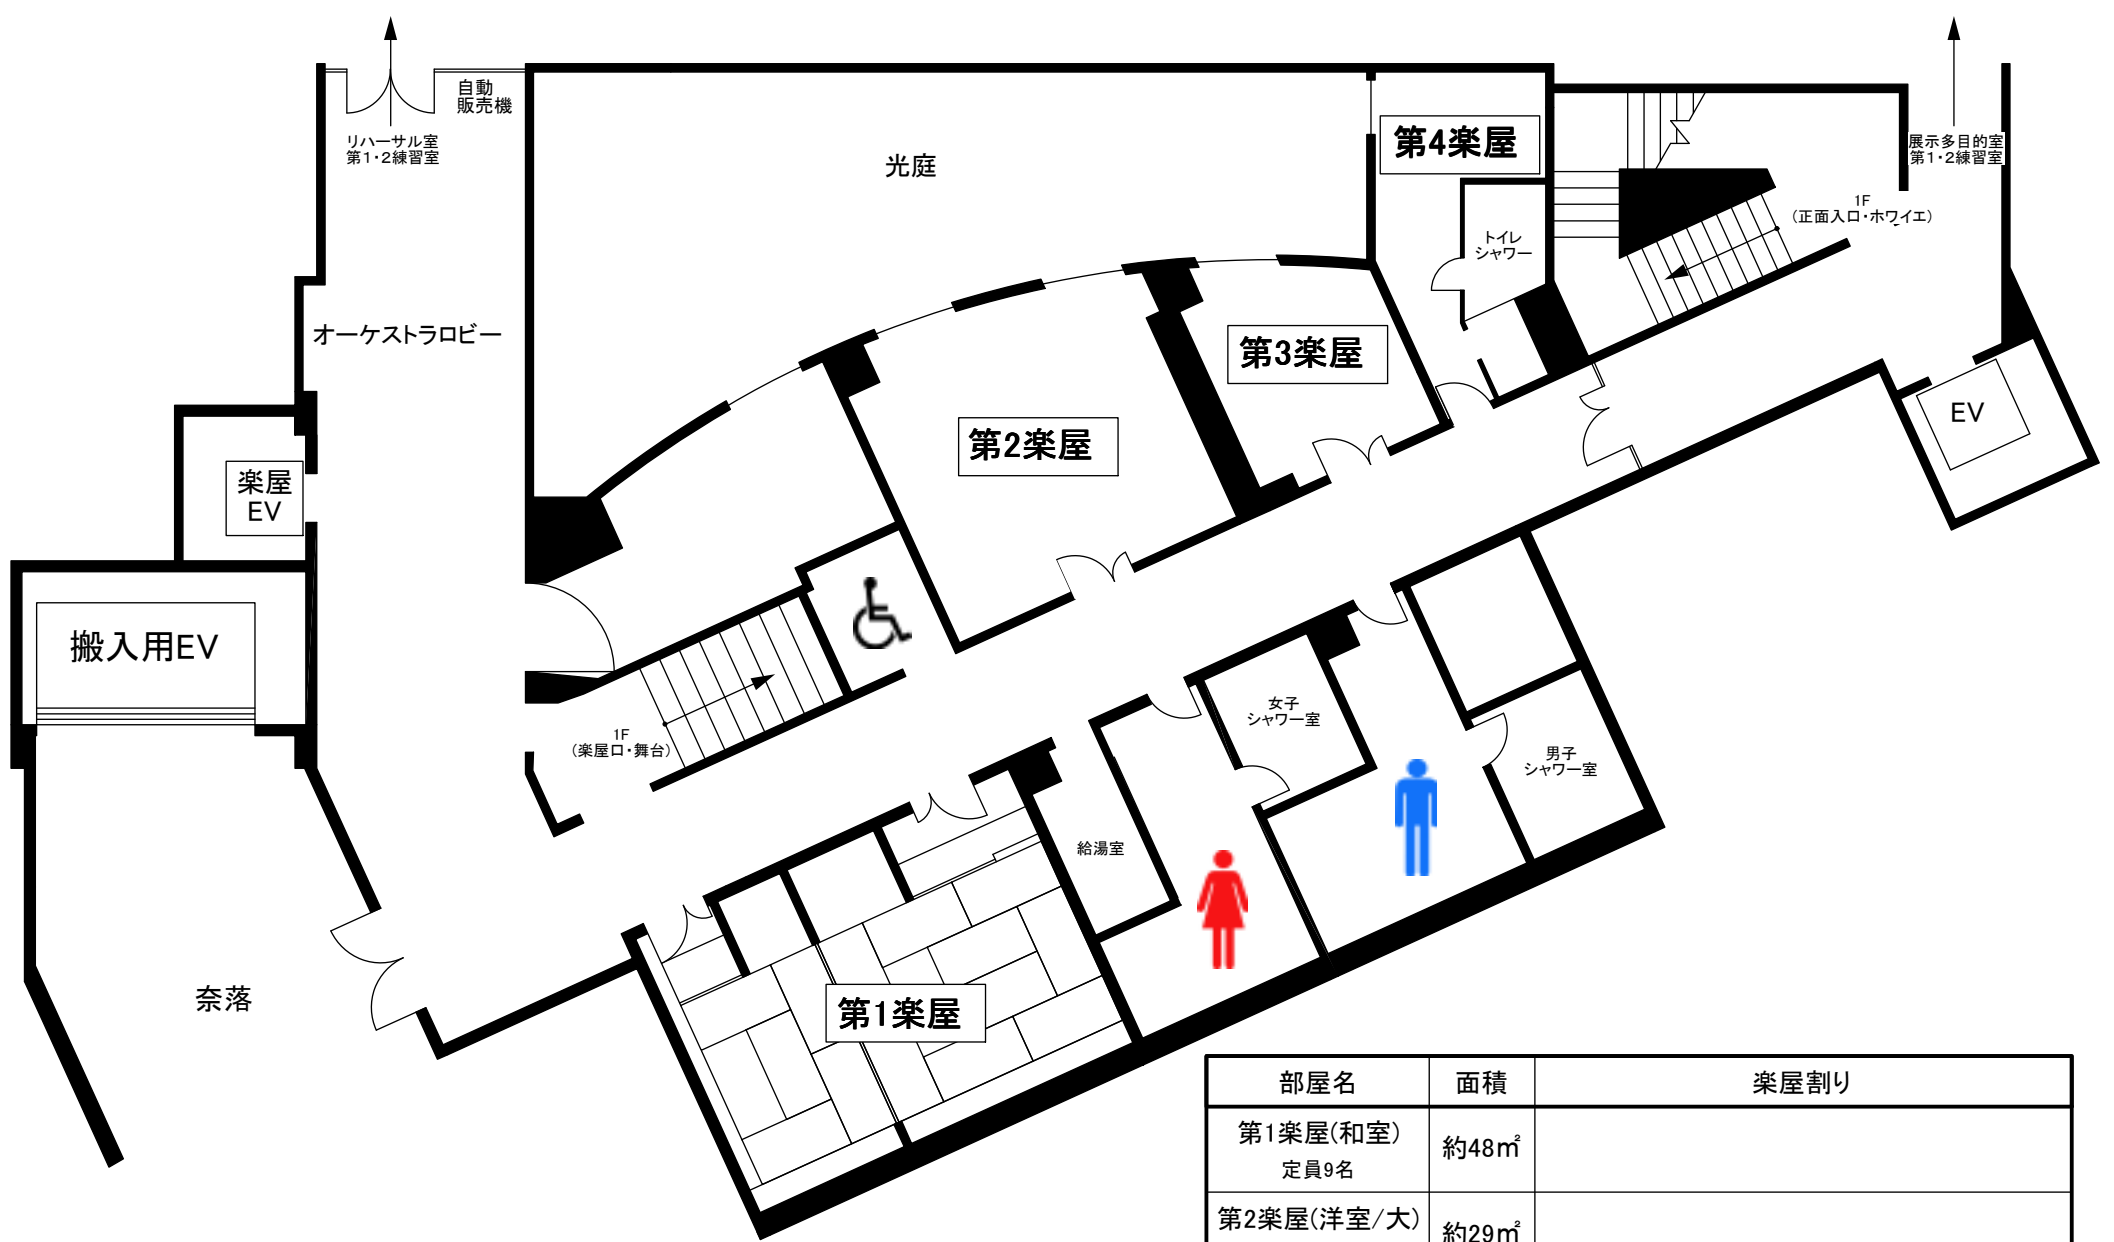 自動
販売機
リハーサル室
第1・2練習室
光庭
第4楽屋
展示多目的室
第1・2練習室
1F
(正面入口・ホワイエ)
トイレ
シャワー
オーケストラロビー
第3楽屋
EV
第2楽屋
楽屋
EV
搬入用EV
1F
(楽屋口・舞台)
女子
シャワー室
男子
シャワー室
給湯室
奈落
第1楽屋
部屋名 面積 楽屋割り
第1楽屋(和室)
定員9名
約48㎡
第2楽屋(洋室/大)
約29㎡